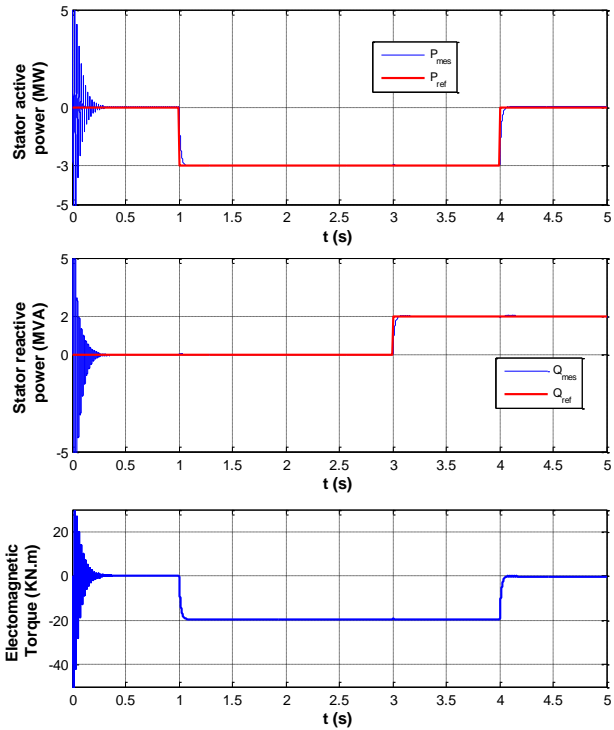 Stator active
power (MW)
5
0
-3
-5
P_mes
P_ref
0 0.5 1 1.5 2 2.5 3 3.5 4 4.5 5
t (s)
Stator reactive
power (MVA)
5
2
0
-5
Q_mes
Q_ref
0 0.5 1 1.5 2 2.5 3 3.5 4 4.5 5
t (s)
Electomagnetic
Torque (KN.m)
20
0
-20
-40
0 0.5 1 1.5 2 2.5 3 3.5 4 4.5 5
t (s)